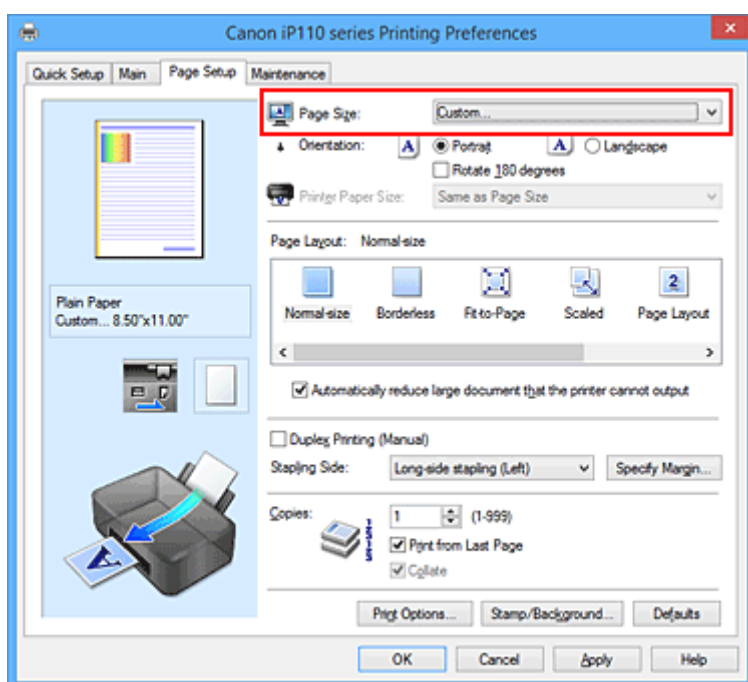 Canon iP110 series Printing Preferences
Quick Setup Main Page Setup Maintenance
Page Size: Custom...
Orientation: A Portrait A Landscape
Rotate 180 degrees
Printer Paper Size: Same as Page Size
Page Layout: Normal-size
2
Normal-size Borderless Fit-to-Page Scaled Page Layout
Plain Paper
Custom... 8.50"x11.00"
Automatically reduce large document that the printer cannot output
Duplex Printing (Manual)
Stapling Side: Long-side stapling (Left) Specify Margin...
Copies: 1 (1-999)
Print from Last Page
Collate
A
Print Options... Stamp/Background... Defaults
OK Cancel Apply Help